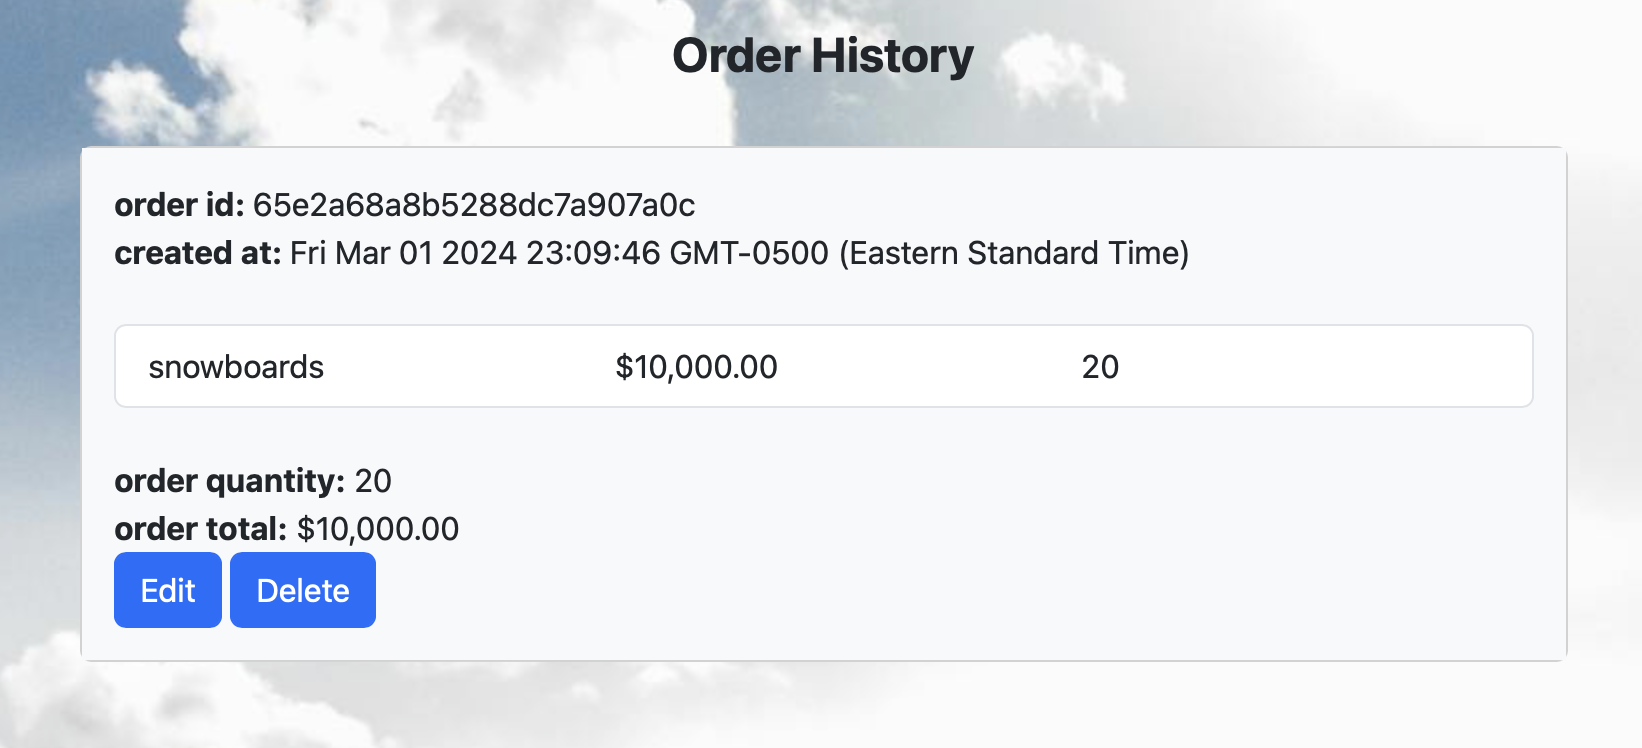 Order History
order id: 65e2a68a8b5288dc7a907a0c
created at: Fri Mar 01 2024 23:09:46 GMT-0500 (Eastern Standard Time)
snowboards $10,000.00 20
order quantity: 20
order total: $10,000.00
Edit Delete